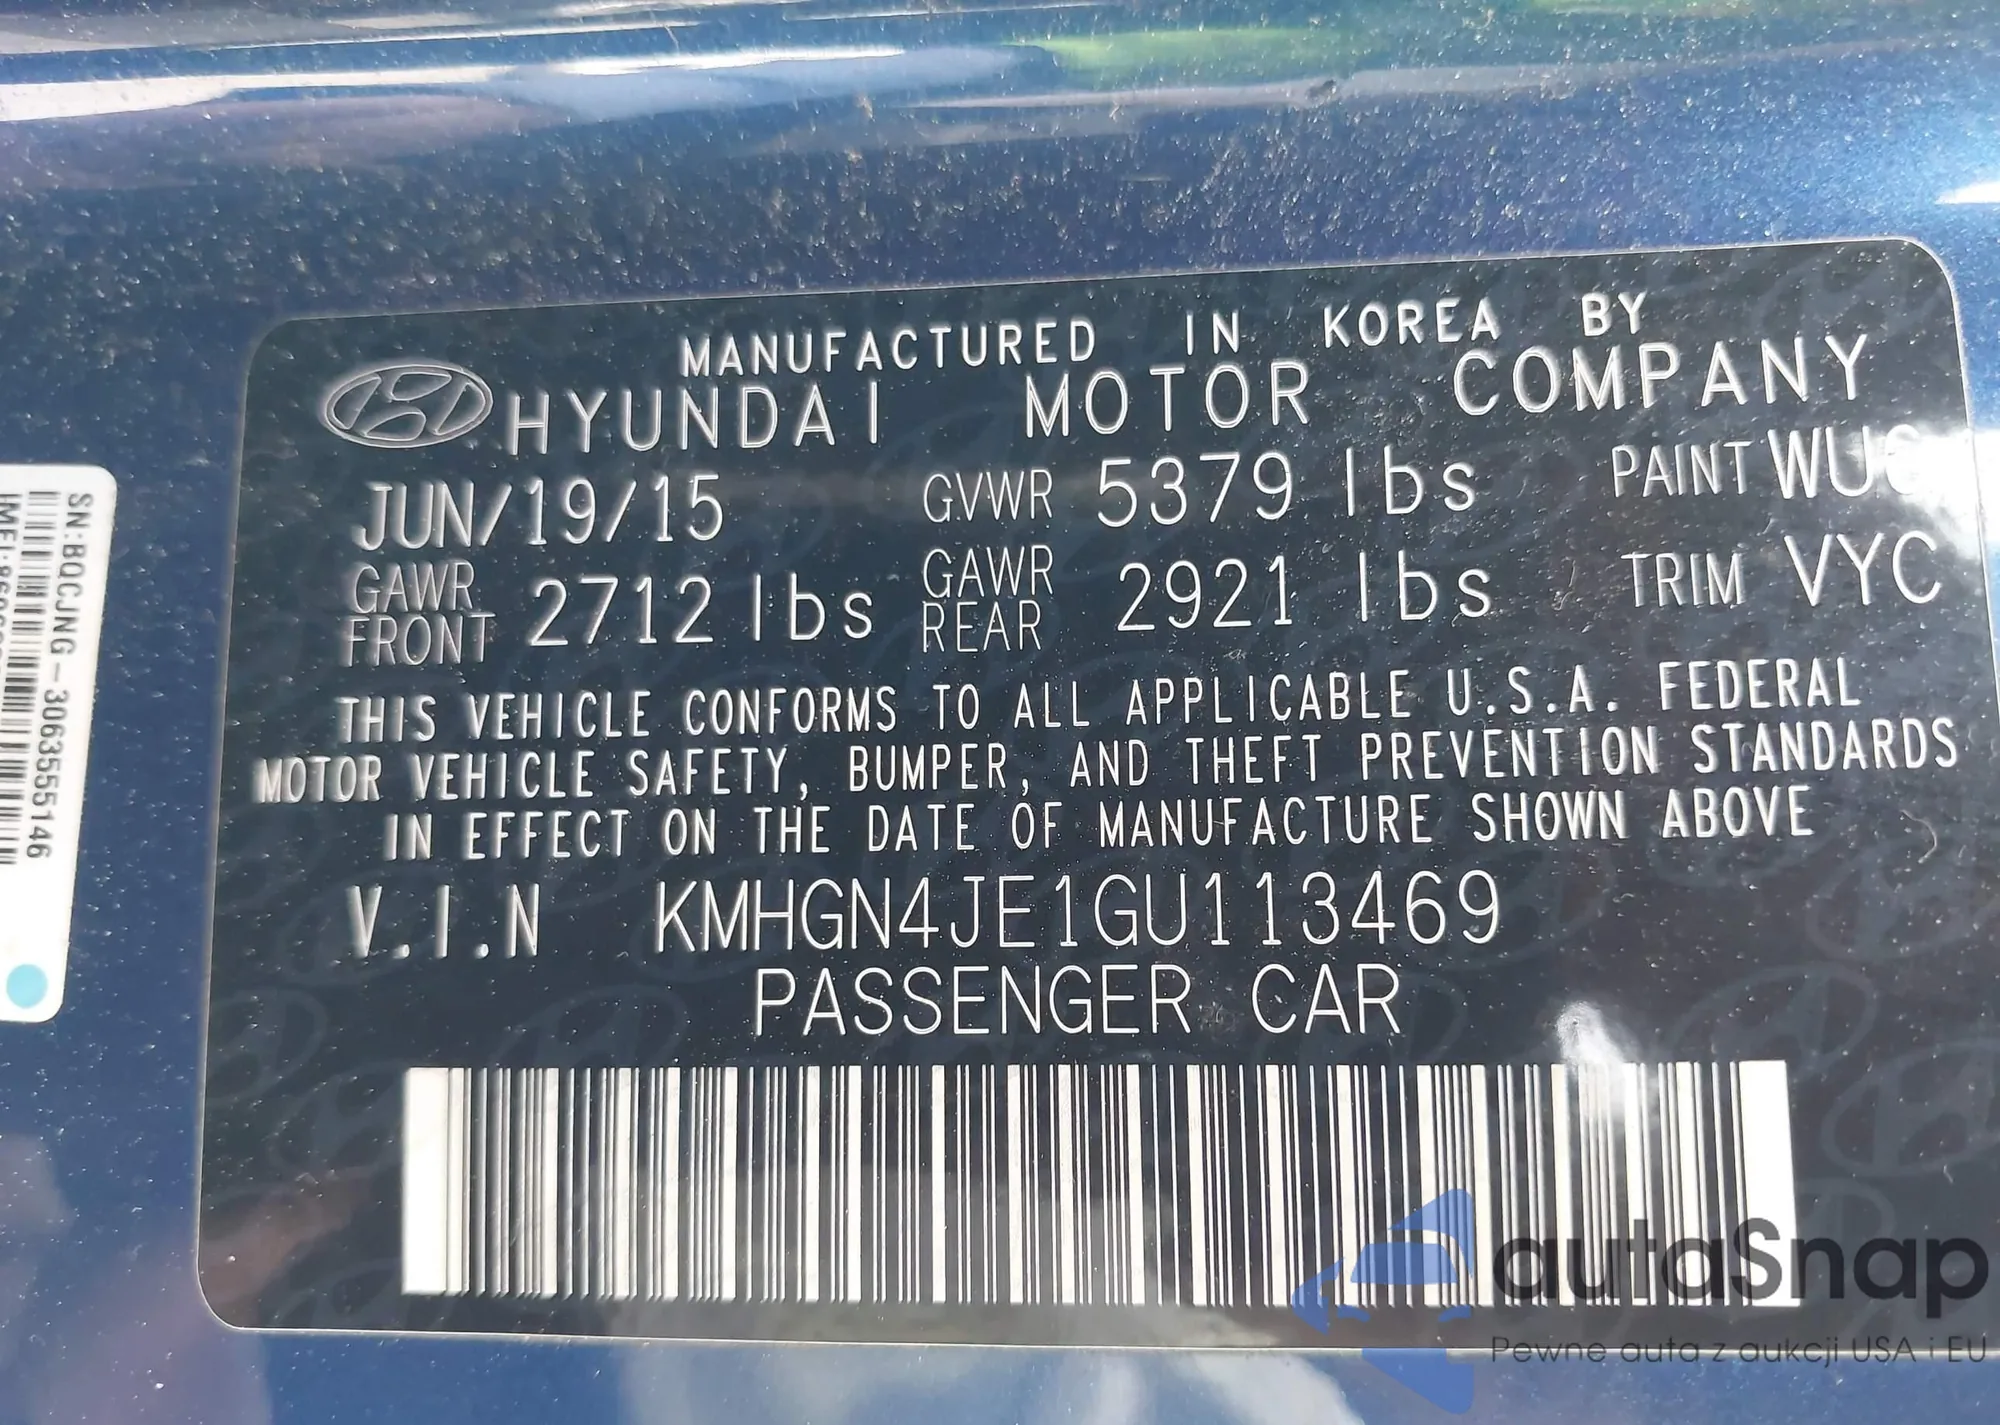 MANUFACTURED IN KOREA BY
HYUNDAI MOTOR COMPANY
JUN/19/15 GVWR 5379 lbs PAINT
GAWR FRONT 2712 lbs GAWR REAR 2921 lbs TRIM VYC
THIS VEHICLE CONFORMS TO ALL APPLICABLE U.S.A. FEDERAL
MOTOR VEHICLE SAFETY, BUMPER, AND THEFT PREVENTION STANDARDS
IN EFFECT ON THE DATE OF MANUFACTURE SHOWN ABOVE
V.I.N KMHGN4JE1GU113469
PASSENGER CAR
SN:BQCJNG-3063555146
autaSnap
Pewne auta z aukcji USA i EU